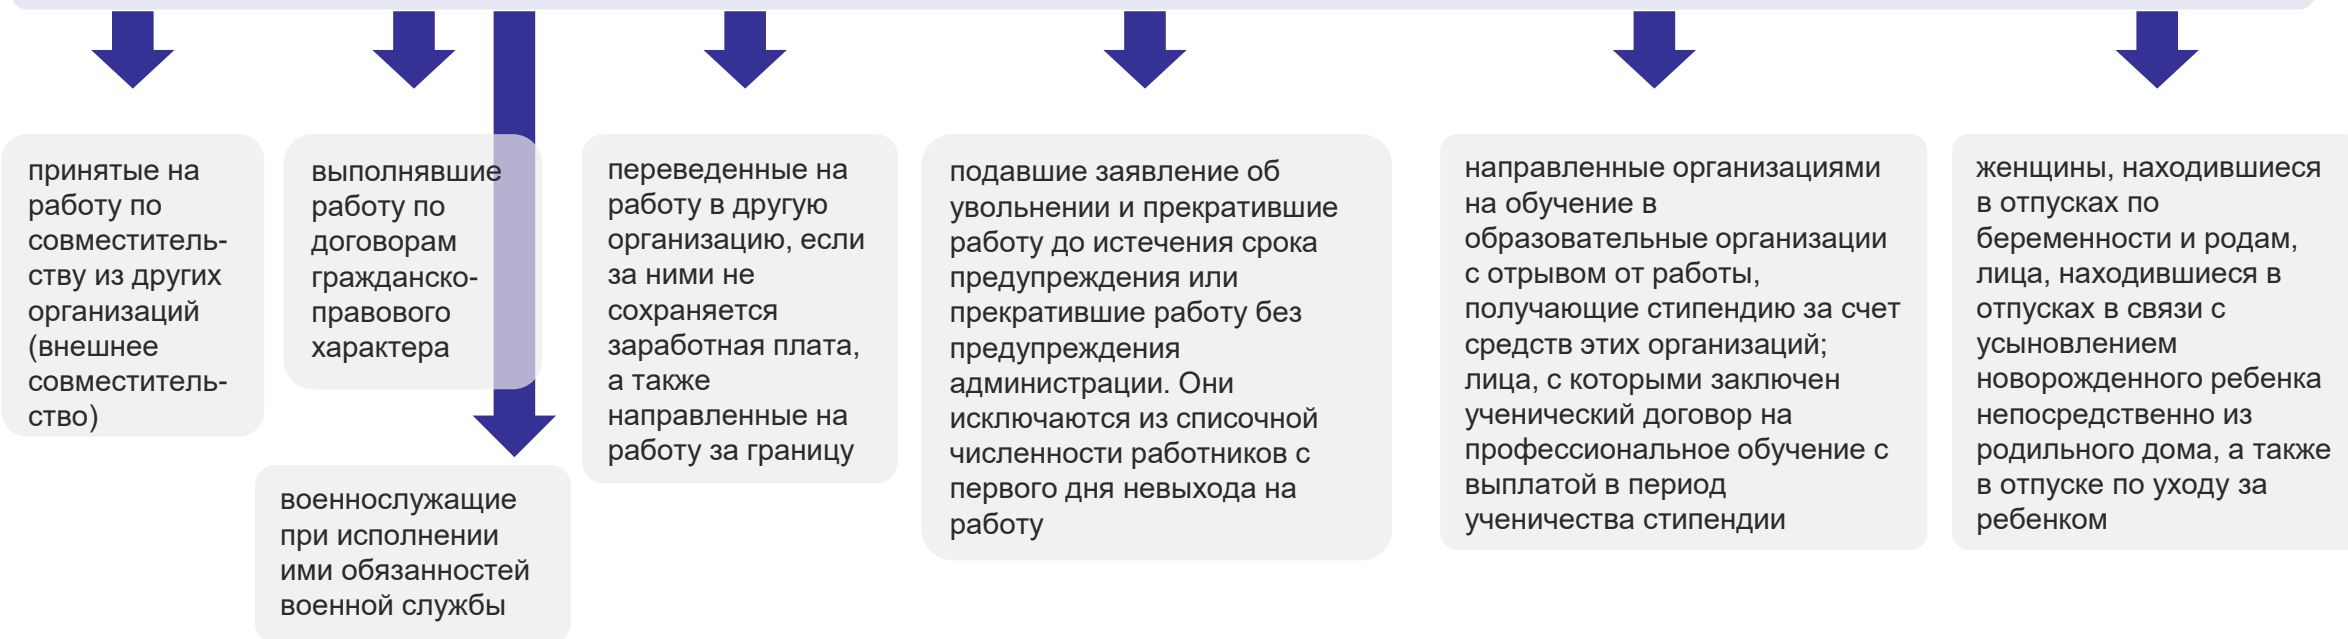 принятые на
работу по
совместитель-
ству из других
организаций
(внешнее
совместитель-
ство)
выполнявшие
работу по
договорам
гражданско-
правового
характера
военнослужащие
при исполнении
ими обязанностей
военной службы
переведенные на
работу в другую
организацию, если
за ними не
сохраняется
заработная плата,
а также
направленные на
работу за границу
подавшие заявление об
увольнении и прекратившие
работу до истечения срока
предупреждения или
прекратившие работу без
предупреждения
администрации. Они
исключаются из списочной
численности работников с
первого дня невыхода на
работу
направленные организациями
на обучение в
образовательные организации
с отрывом от работы,
получающие стипендию за счет
средств этих организаций;
лица, с которыми заключен
ученический договор на
профессиональное обучение с
выплатой в период
ученичества стипендии
женщины, находившиеся
в отпусках по
беременности и родам,
лица, находившиеся в
отпусках в связи с
усыновлением
новорожденного ребенка
непосредственно из
родильного дома, а также
в отпуске по уходу за
ребенком